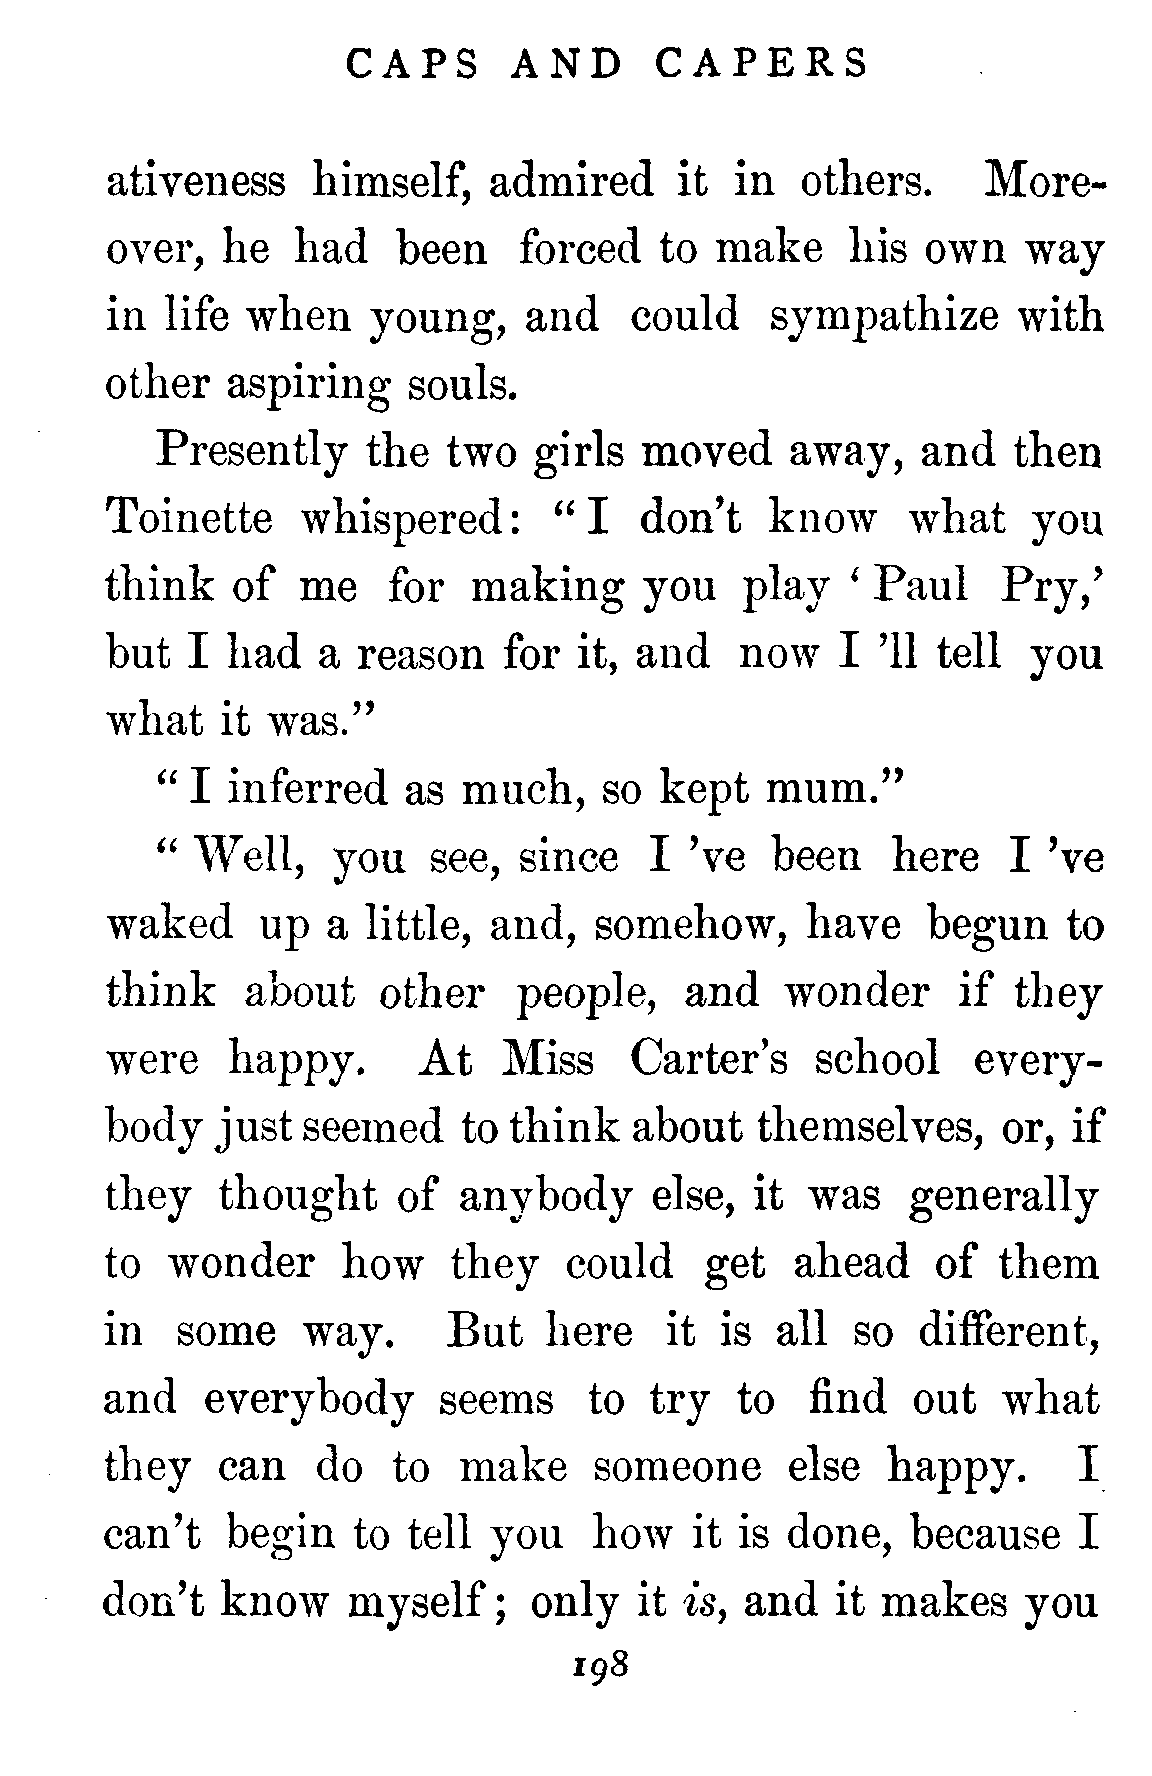 CAPS AND CAPERS
ativeness himself, admired it in others. More-
over, he had been forced to make his own way
in life when young, and could sympathize with
other aspiring souls.
Presently the two girls moved away, and then
Toinette whispered: “ I don’t know what you
think of me for making you play ‘ Paul Pry,’
but I had a reason for it, and now I ’ll tell you
what it was.”
“ I inferred as much, so kept mum.”
“ Well, you see, since I ’ve been here I ’ve
waked up a little, and, somehow, have begun to
think about other people, and wonder if they
were happy. At Miss Carter’s school every-
body just seemed to think about themselves, or, if
they thought of anybody else, it was generally
to wonder how they could get ahead of them
in some way. But here it is all so different,
and everybody seems to try to find out what
they can do to make someone else happy. I
can’t begin to tell you how it is done, because I
don’t know myself ; only it is, and it makes you
198